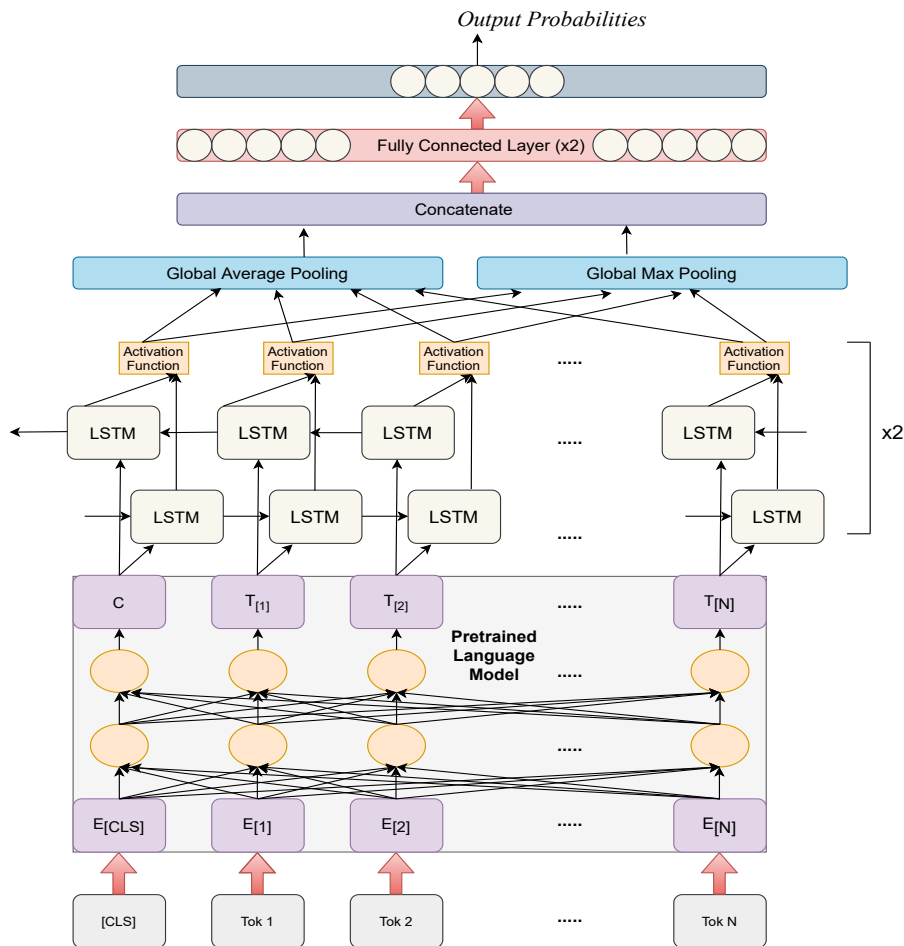 Output Probabilities
Fully Connected Layer (x2)
Concatenate
Global Average Pooling
Global Max Pooling
Activation
Function
Activation
Function
Activation
Function
.....
Activation
Function
LSTM
LSTM
LSTM
.....
LSTM
x2
LSTM
LSTM
LSTM
.....
LSTM
C
T[1]
T[2]
.....
T[N]
Pretrained
Language
Model
.....
.....
E[CLS]
E[1]
E[2]
.....
E[N]
[CLS]
Tok 1
Tok 2
.....
Tok N